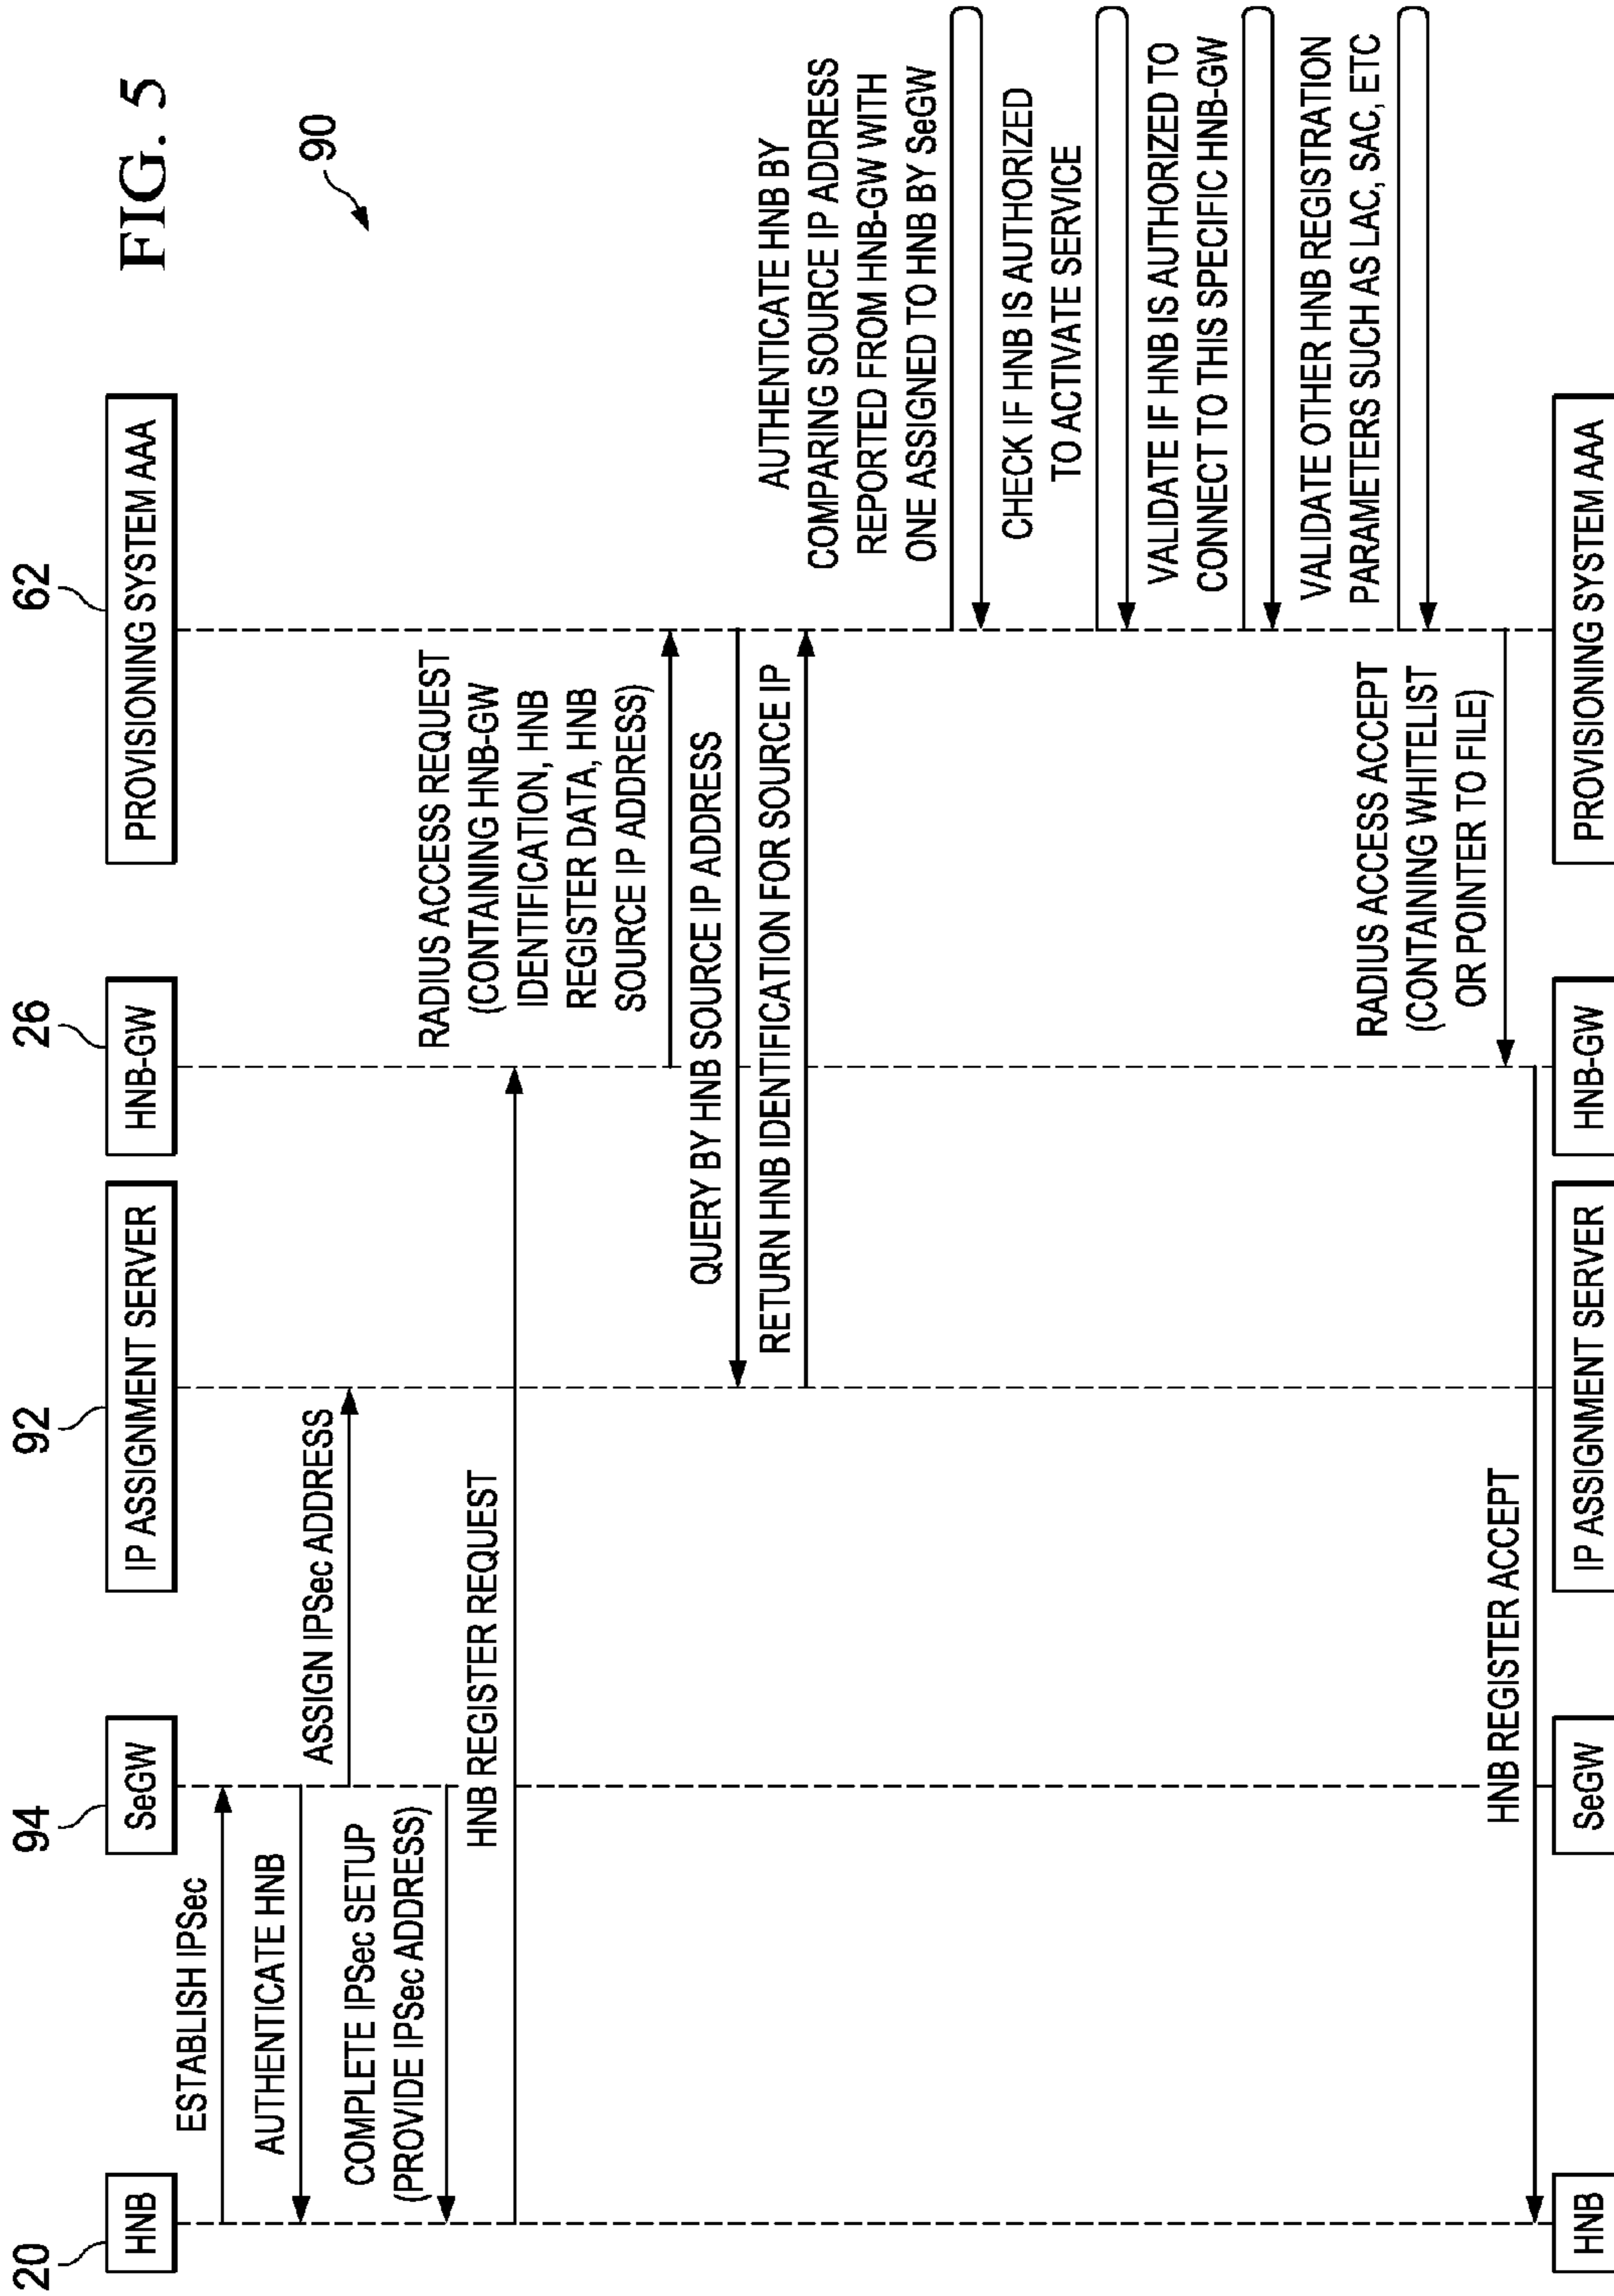 FIG. 5
90
20
94
92
26
62
HNB
SeGW
IP ASSIGNMENT SERVER
HNB-GW
PROVISIONING SYSTEM AAA
ESTABLISH IPSec
AUTHENTICATE HNB
ASSIGN IPSec ADDRESS
COMPLETE IPSec SETUP
(PROVIDE IPSec ADDRESS)
HNB REGISTER REQUEST
RADIUS ACCESS REQUEST
(CONTAINING HNB-GW
IDENTIFICATION, HNB
REGISTER DATA, HNB
SOURCE IP ADDRESS)
QUERY BY HNB SOURCE IP ADDRESS
RETURN HNB IDENTIFICATION FOR SOURCE IP
AUTHENTICATE HNB BY
COMPARING SOURCE IP ADDRESS
REPORTED FROM HNB-GW WITH
ONE ASSIGNED TO HNB BY SeGW
CHECK IF HNB IS AUTHORIZED
TO ACTIVATE SERVICE
VALIDATE IF HNB IS AUTHORIZED TO
CONNECT TO THIS SPECIFIC HNB-GW
VALIDATE OTHER HNB REGISTRATION
PARAMETERS SUCH AS LAC, SAC, ETC
RADIUS ACCESS ACCEPT
(CONTAINING WHITELIST
OR POINTER TO FILE)
HNB REGISTER ACCEPT
HNB
SeGW
IP ASSIGNMENT SERVER
HNB-GW
PROVISIONING SYSTEM AAA